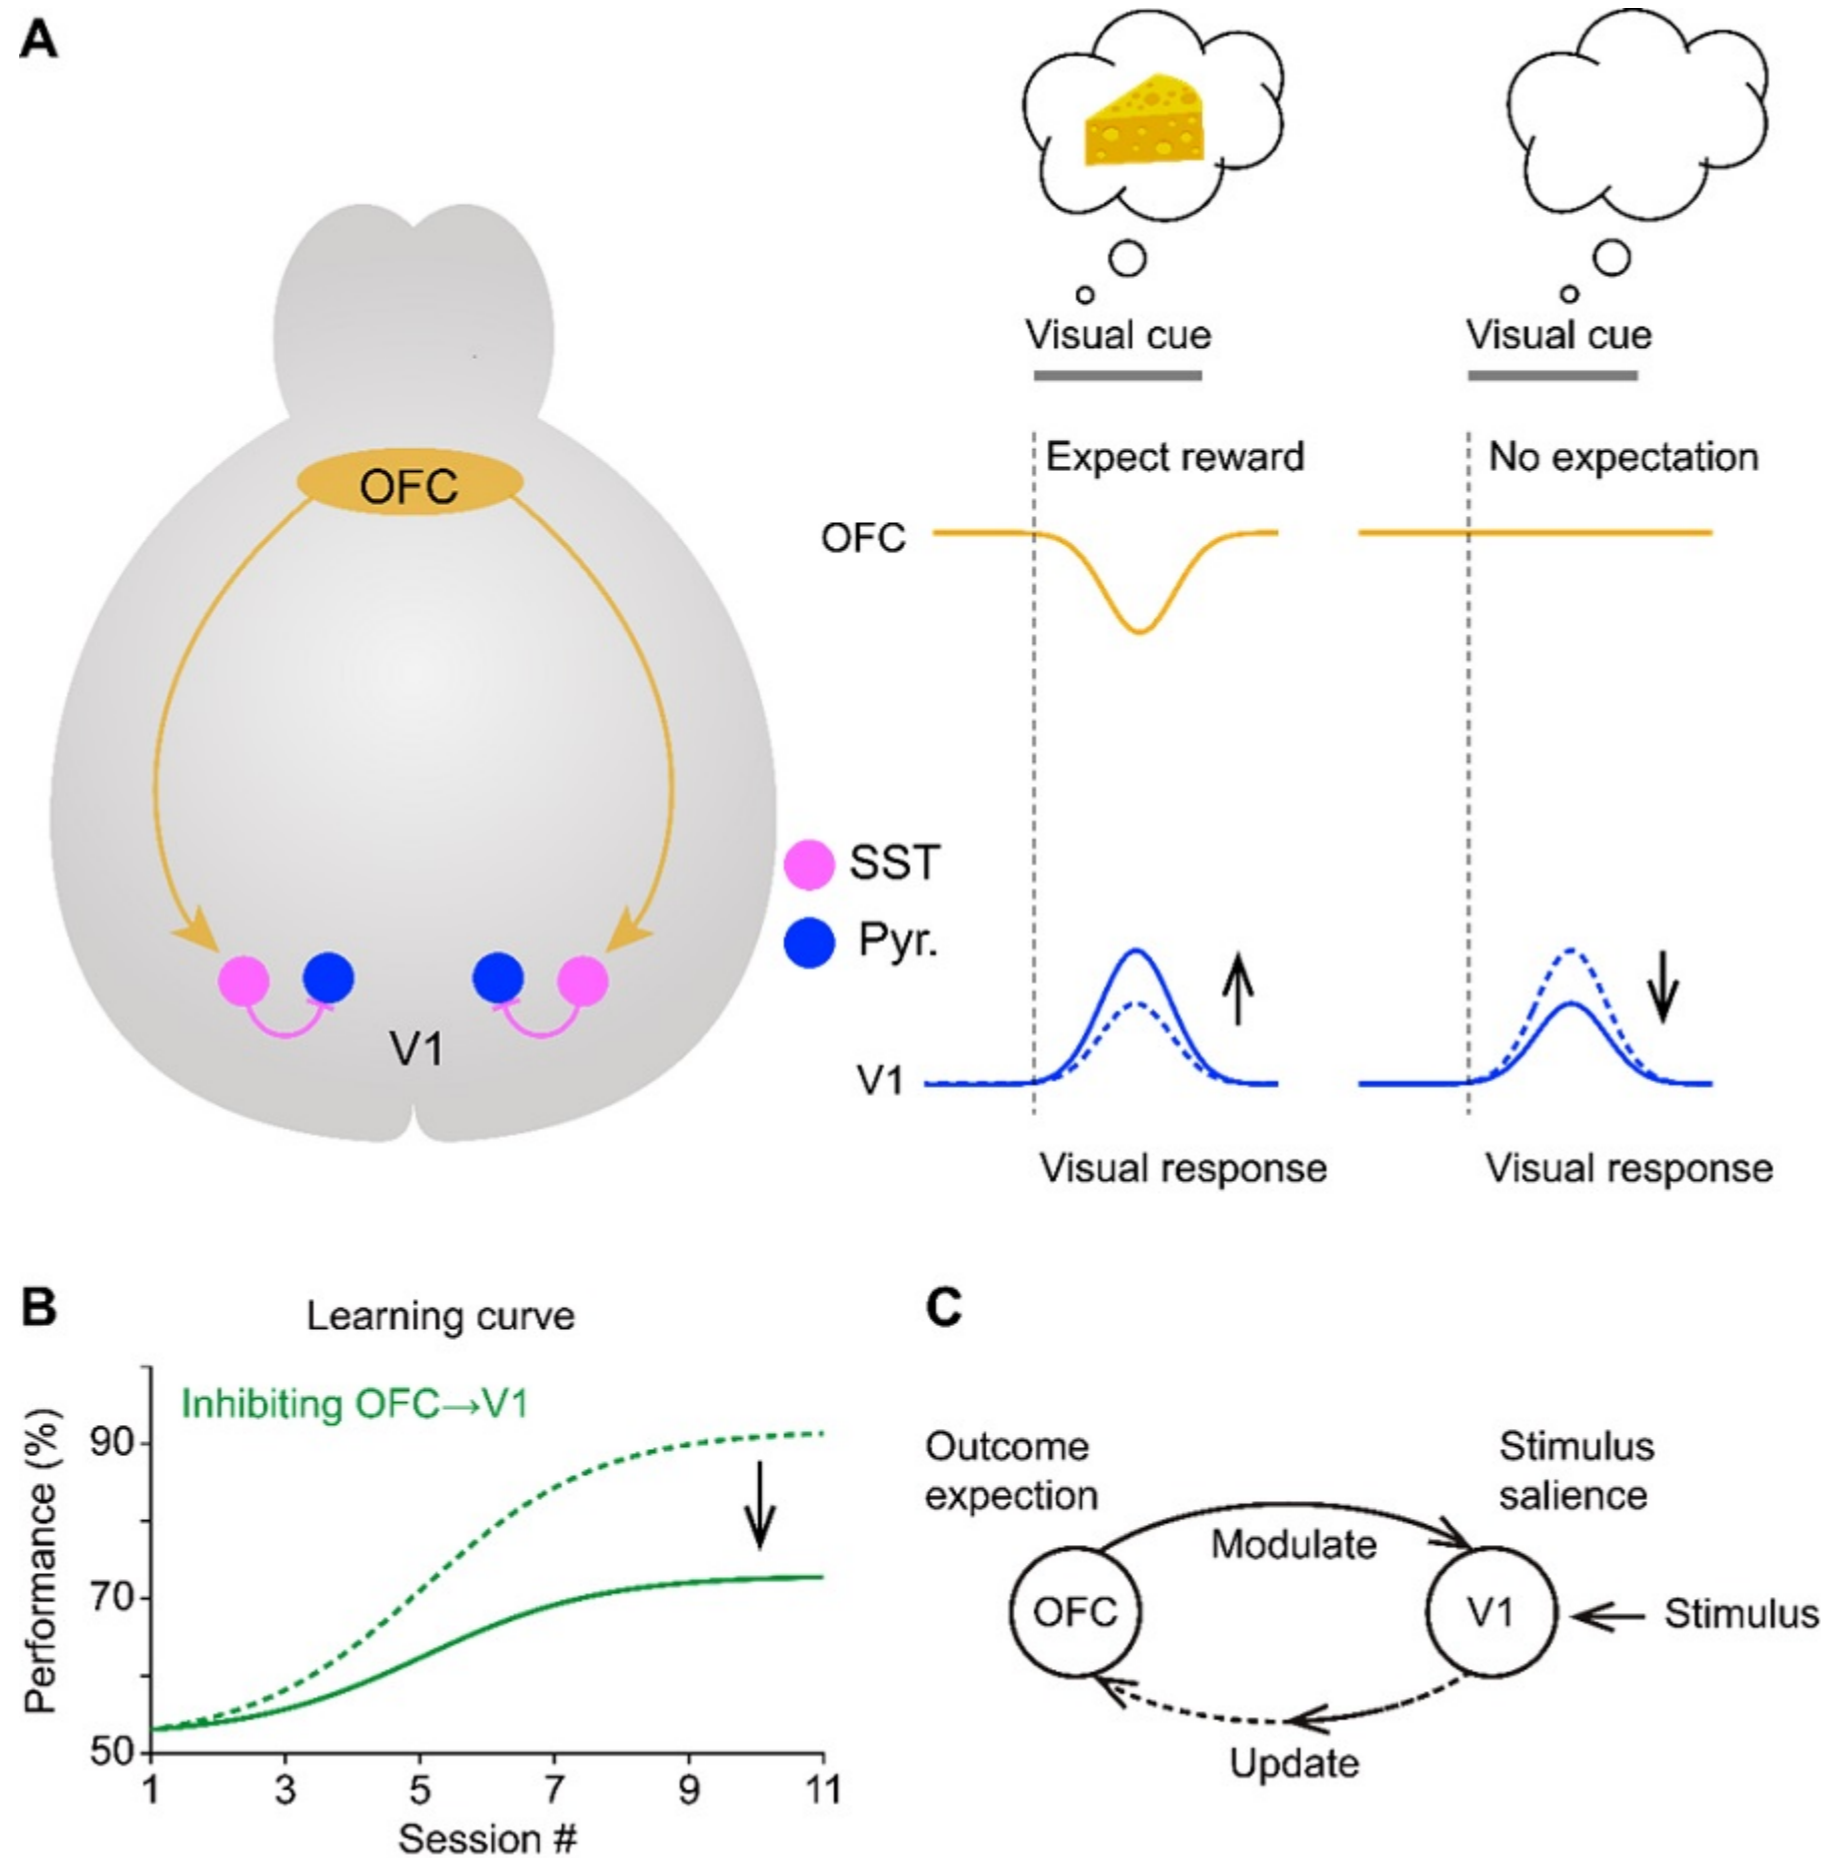 A
OFC
V1
SST
Pyr.
Visual cue
Visual cue
Expect reward
No expectation
OFC
V1
Visual response
Visual response
B
Learning curve
Inhibiting OFC→V1
Performance (%)
90
70
50
1 3 5 7 9 11
Session #
C
Outcome
expection
Stimulus
salience
Modulate
OFC
V1
Stimulus
Update